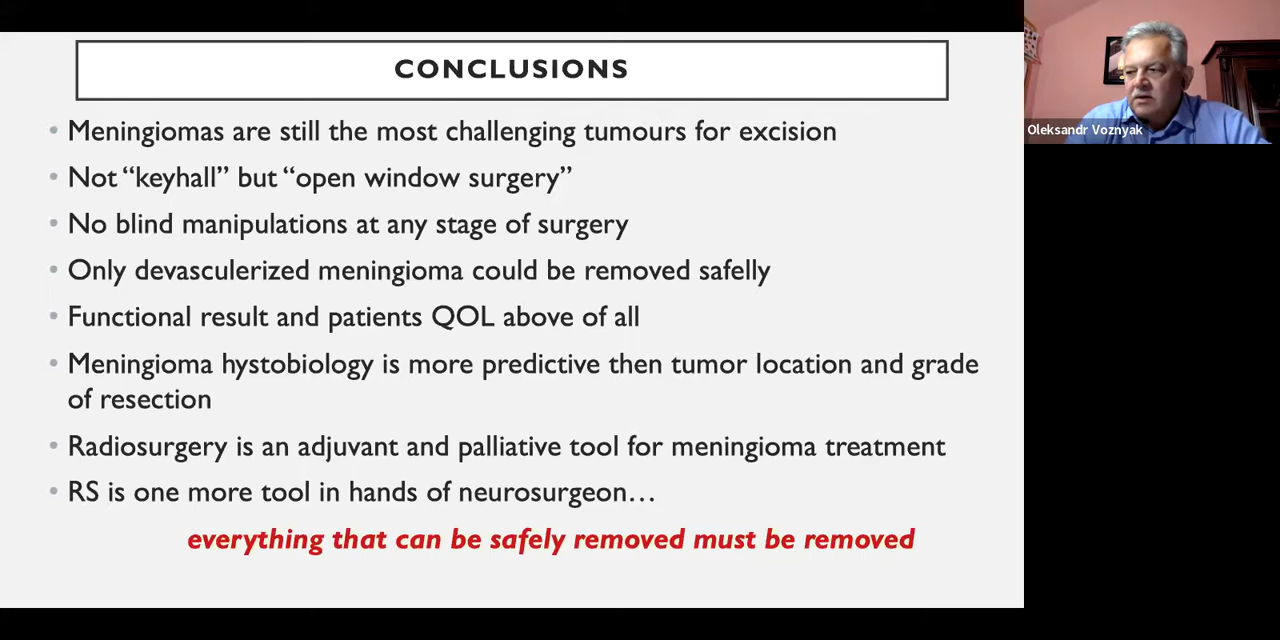 CONCLUSIONS
• Meningiomas are still the most challenging tumours for excision
• Not “keyhall” but “open window surgery”
• No blind manipulations at any stage of surgery
• Only devasculerized meningioma could be removed safelly
• Functional result and patients QOL above of all
• Meningioma hystobiology is more predictive then tumor location and grade
of resection
• Radiosurgery is an adjuvant and palliative tool for meningioma treatment
• RS is one more tool in hands of neurosurgeon…
everything that can be safely removed must be removed
Oleksandr Voznyak